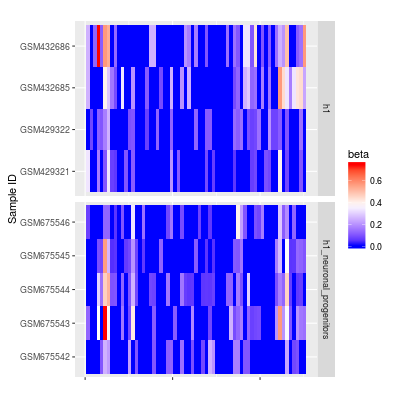 GSM432686
GSM432685
GSM429322
GSM429321
h1
GSM675546
GSM675545
GSM675544
GSM675543
GSM675542
h1_neuronal_progenitors
Sample ID
beta
0.6
0.4
0.2
0.0